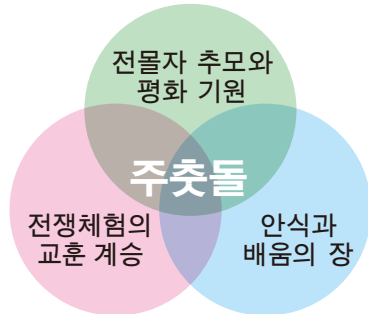 전몰자 추모와
평화 기원
주춧돌
전쟁체험의
교훈 계승
안식과
배움의 장